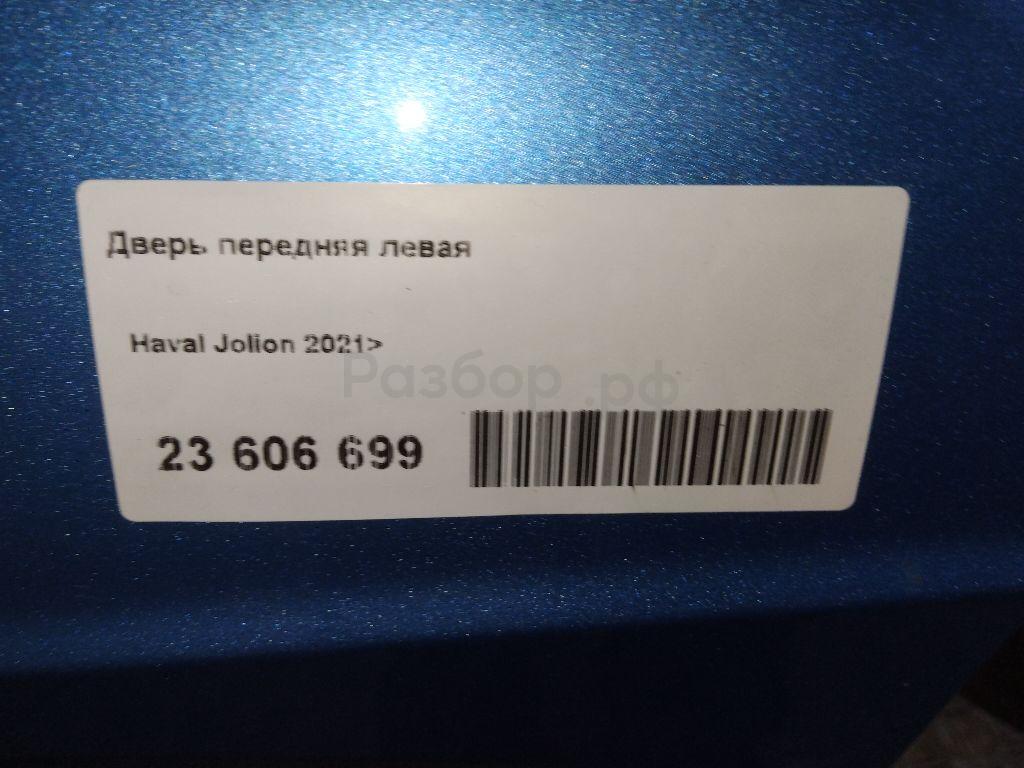 Дверь передняя левая
Haval Jolion 2021>
Разбор.рф
23 606 699